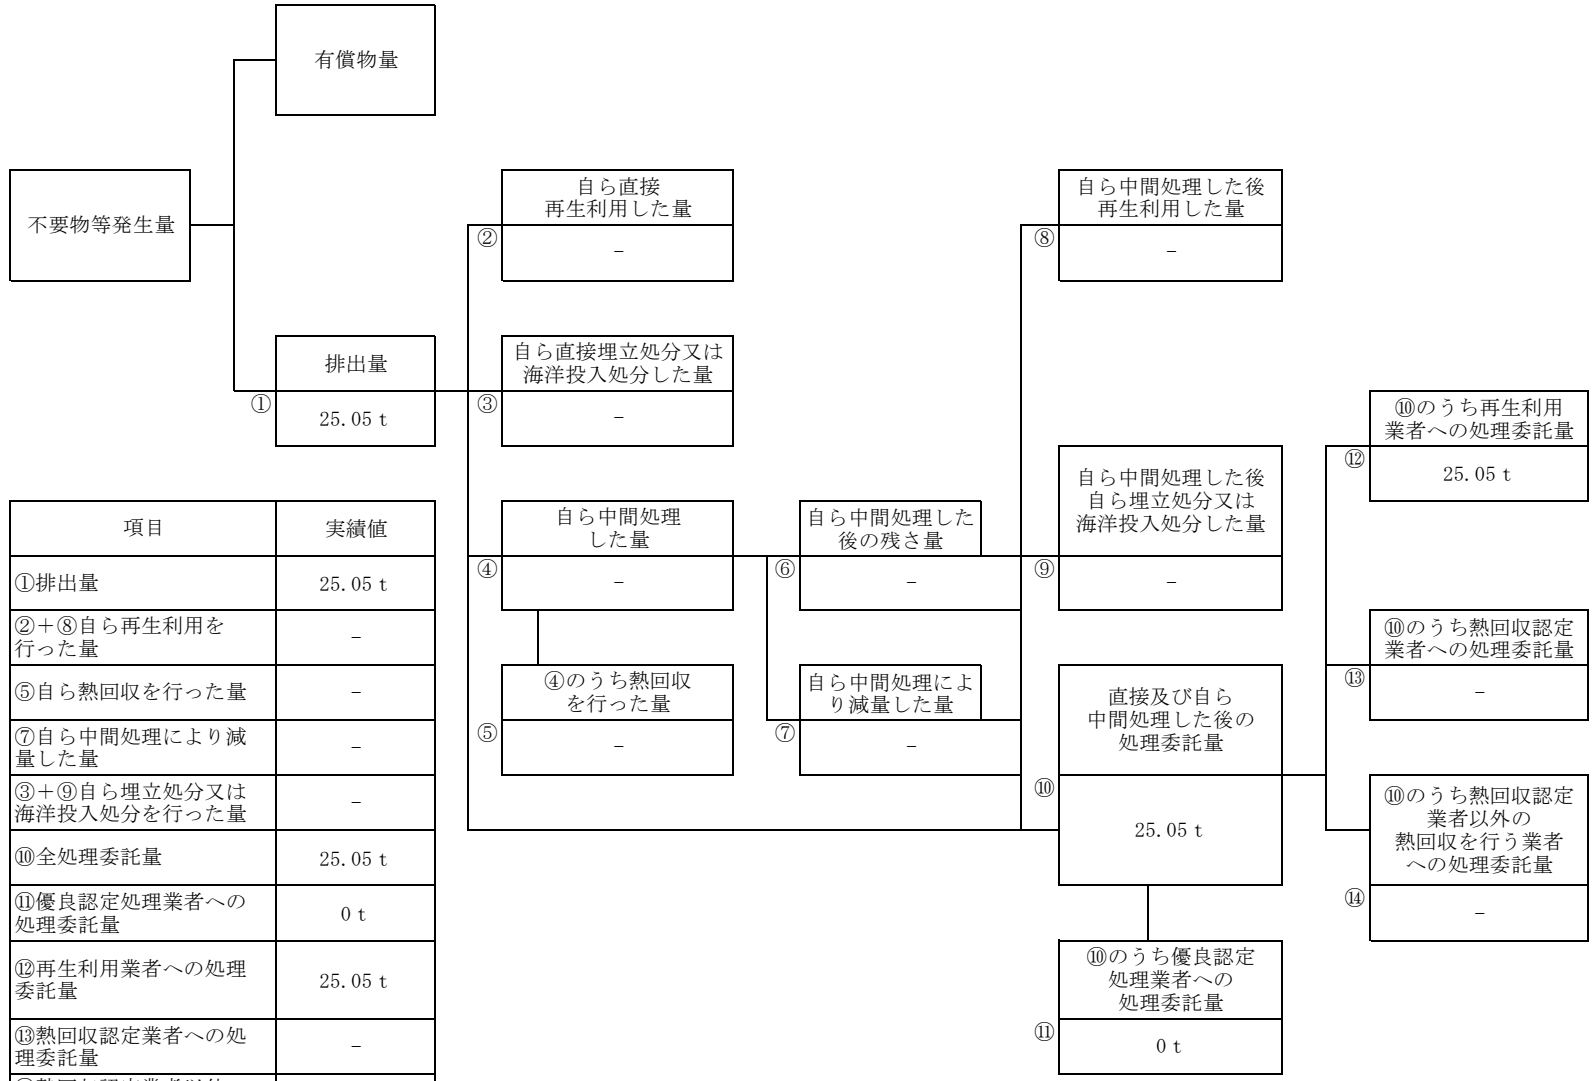 有償物量
不要物等発生量
自ら直接
再生利用した量
②
－
自ら中間処理した後
再生利用した量
⑧
－
排出量
①
25.05 t
自ら直接埋立処分又は
海洋投入処分した量
③
－
⑩のうち再生利用
業者への処理委託量
⑫
25.05 t
自ら中間処理
した量
④
－
自ら中間処理した
後の残さ量
⑥
－
自ら中間処理した後
自ら埋立処分又は
海洋投入処分した量
⑨
－
⑩のうち熱回収認定
業者への処理委託量
⑬
－
④のうち熱回収
を行った量
⑤
－
自ら中間処理によ
り減量した量
⑦
－
直接及び自ら
中間処理した後の
処理委託量
⑩
25.05 t
⑩のうち熱回収認定
業者以外の
熱回収を行う業者
への処理委託量
⑭
－
⑩のうち優良認定
処理業者への
処理委託量
⑪
0 t
項目 実績値
①排出量 25.05 t
②＋⑧自ら再生利用を
行った量
－
⑤自ら熱回収を行った量 －
⑦自ら中間処理により減
量した量
－
③＋⑨自ら埋立処分又は
海洋投入処分を行った量
－
⑩全処理委託量 25.05 t
⑪優良認定処理業者への
処理委託量
0 t
⑫再生利用業者への処理
委託量
25.05 t
⑬熱回収認定業者への処
理委託量
－